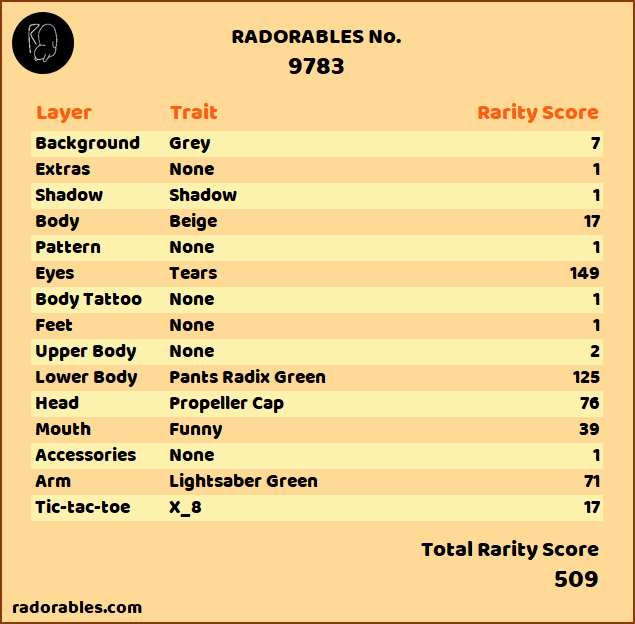 RADORABLES No.
9783
Layer Trait Rarity Score
Background Grey 7
Extras None 1
Shadow Shadow 1
Body Beige 17
Pattern None 1
Eyes Tears 149
Body Tattoo None 1
Feet None 1
Upper Body None 2
Lower Body Pants Radix Green 125
Head Propeller Cap 76
Mouth Funny 39
Accessories None 1
Arm Lightsaber Green 71
Tic-tac-toe X_8 17
Total Rarity Score
509
radorables.com